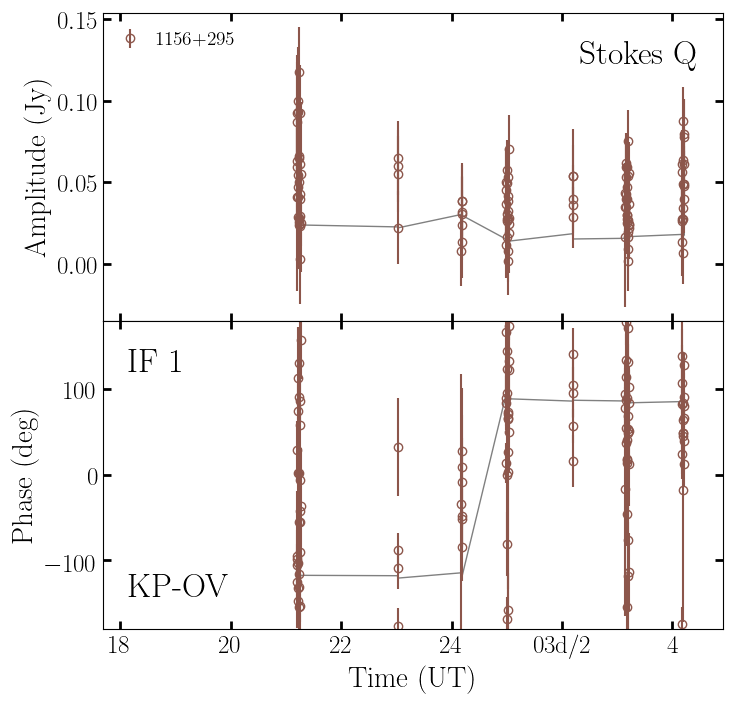 0.15
1156+295
Stokes Q
0.10
0.05
0.00
Amplitude (Jy)
IF 1
100
0
−100
Phase (deg)
KP-OV
18 20 22 24 03d/2 4
Time (UT)